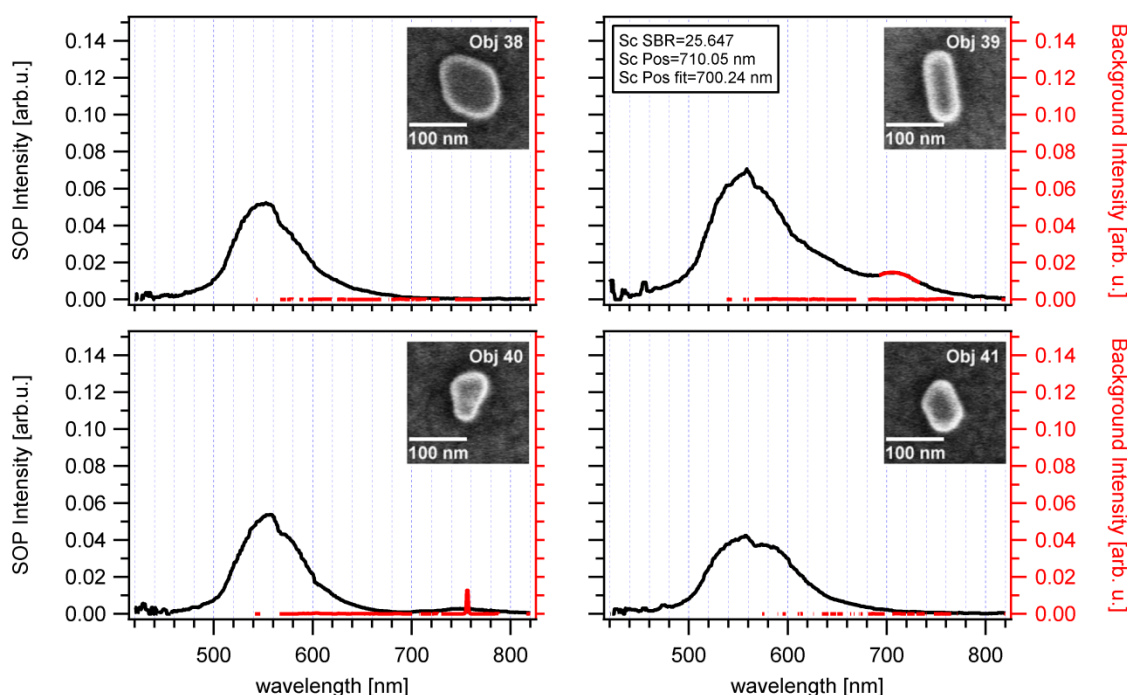 SOP Intensity [arb.u.]
0.14
0.12
0.10
0.08
0.06
0.04
0.02
0.00
Obj 38
100 nm
Sc SBR=25.647
Sc Pos=710.05 nm
Sc Pos fit=700.24 nm
Obj 39
100 nm
0.14
0.12
0.10
0.08
0.06
0.04
0.02
0.00
Background Intensity [arb. u.]
SOP Intensity [arb.u.]
0.14
0.12
0.10
0.08
0.06
0.04
0.02
0.00
Obj 40
100 nm
500
600
700
800
wavelength [nm]
Obj 41
100 nm
0.14
0.12
0.10
0.08
0.06
0.04
0.02
0.00
Background Intensity [arb. u.]
500
600
700
800
wavelength [nm]